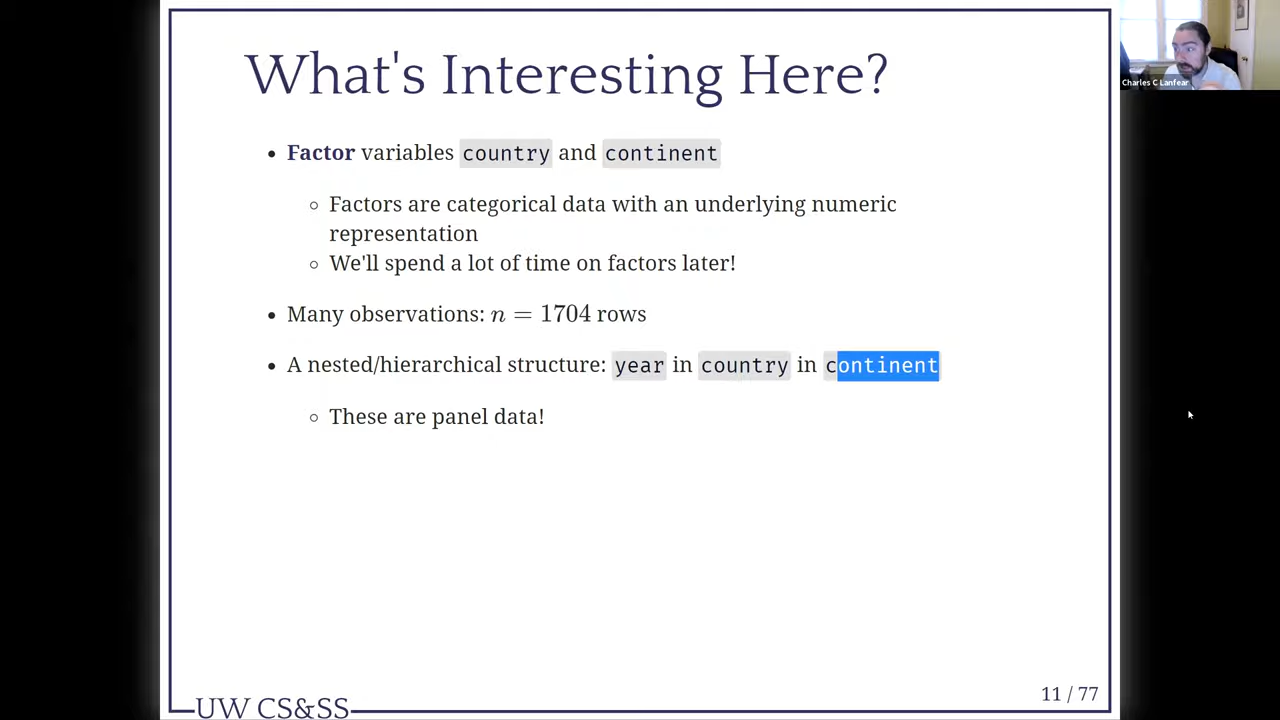 What's Interesting Here?
Charles C Lanfear
• Factor variables country and continent
◦ Factors are categorical data with an underlying numeric
representation
◦ We'll spend a lot of time on factors later!
• Many observations: n = 1704 rows
• A nested/hierarchical structure: year in country in continent
◦ These are panel data!
11 / 77
UW CS&SS